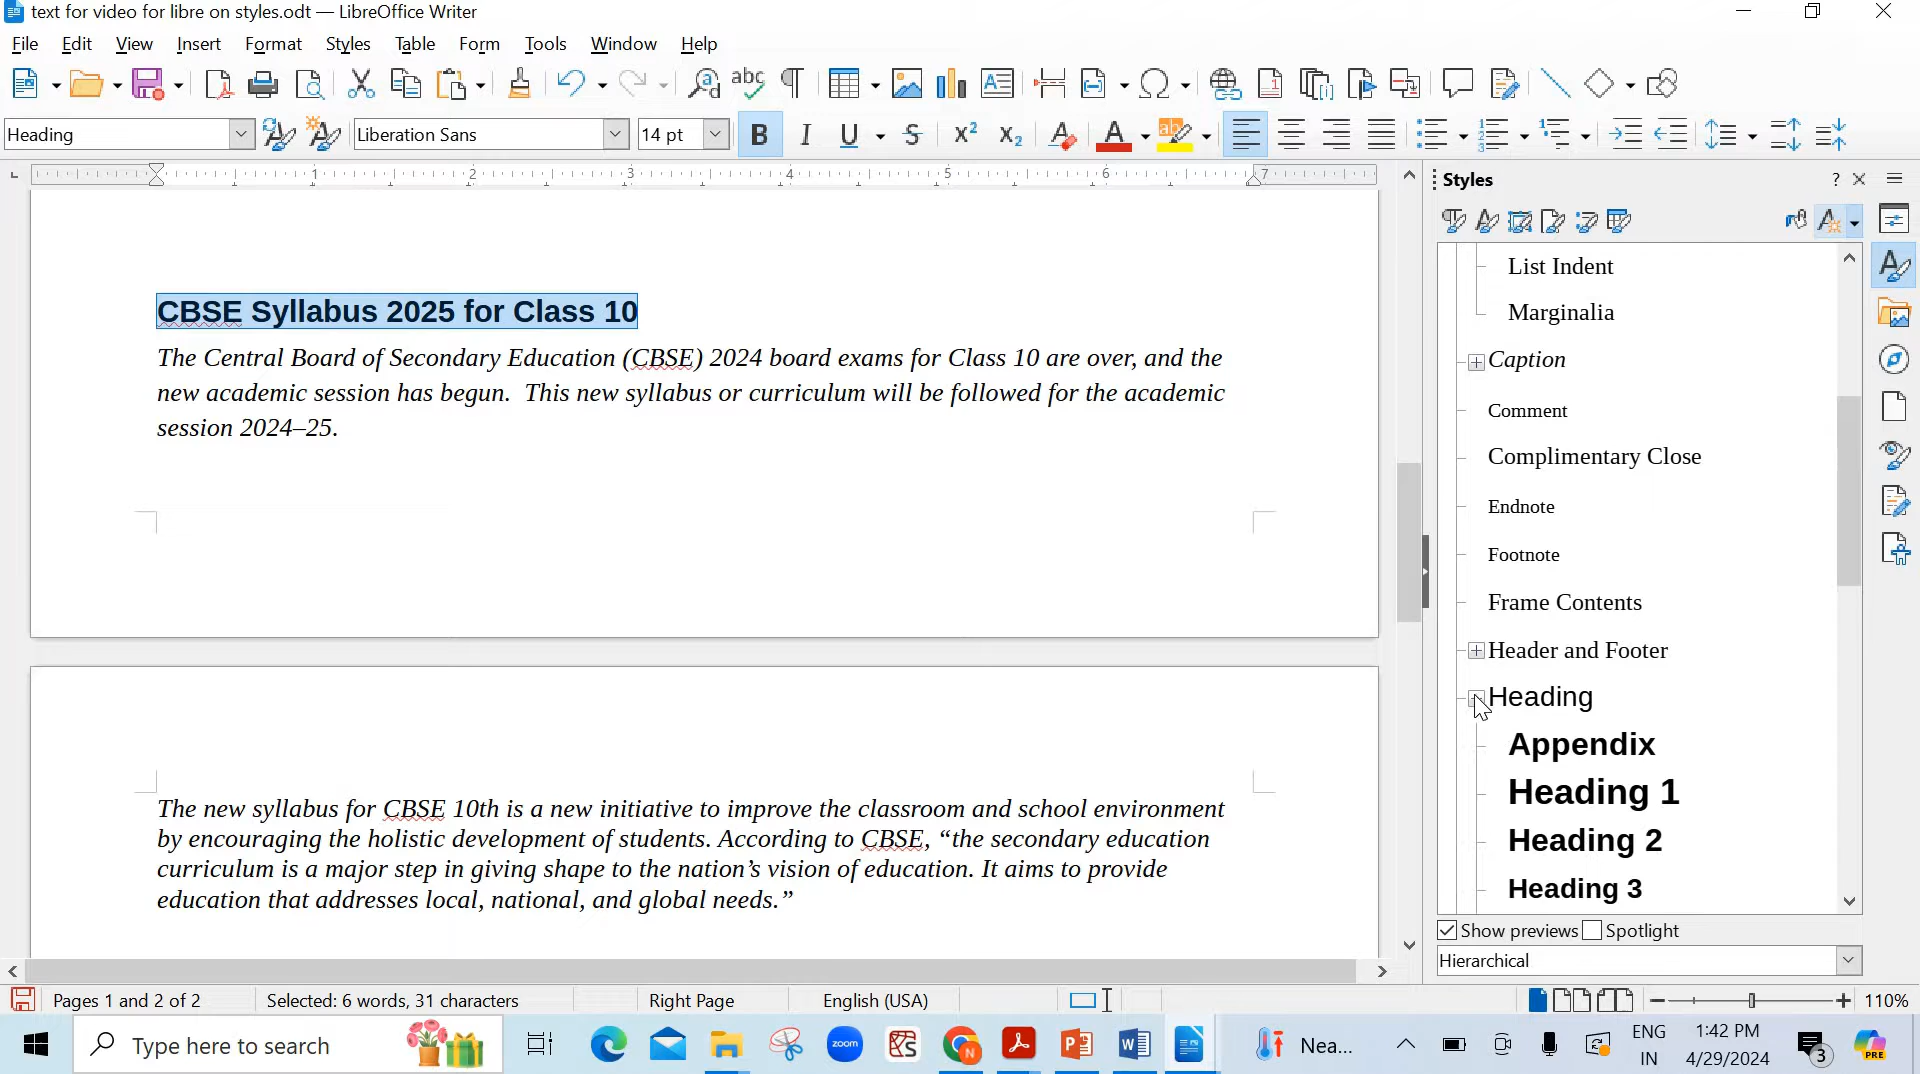 text for video for libre on styles.odt — LibreOffice Writer
File Edit View Insert Format Styles Table Form Tools Window Help
Heading Liberation Sans 14 pt
1 2 3 4 5 6 7
Styles
CBSE Syllabus 2025 for Class 10
The Central Board of Secondary Education (CBSE) 2024 board exams for Class 10 are over, and the
new academic session has begun.  This new syllabus or curriculum will be followed for the academic
session 2024–25.
The new syllabus for CBSE 10th is a new initiative to improve the classroom and school environment
by encouraging the holistic development of students. According to CBSE, “the secondary education
curriculum is a major step in giving shape to the nation’s vision of education. It aims to provide
education that addresses local, national, and global needs.”
List Indent
Marginalia
Caption
Comment
Complimentary Close
Endnote
Footnote
Frame Contents
Header and Footer
Heading
Appendix
Heading 1
Heading 2
Heading 3
Show previews Spotlight
Hierarchical
Pages 1 and 2 of 2 Selected: 6 words, 31 characters Right Page English (USA) 110%
Type here to search zoom Nea... ENG 1:42 PM
IN 4/29/2024 3 PRE